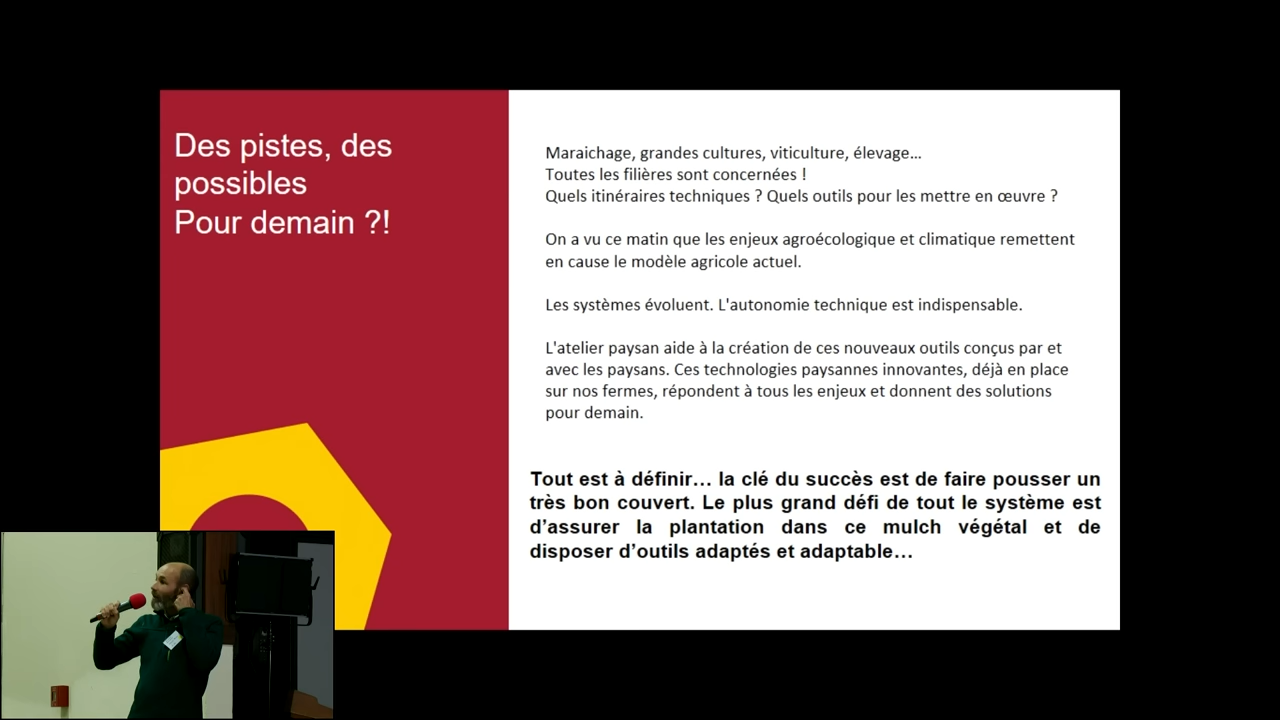 Des pistes, des
possibles
Pour demain ?!
Maraichage, grandes cultures, viticulture, élevage...
Toutes les filières sont concernées !
Quels itinéraires techniques ? Quels outils pour les mettre en œuvre ?
On a vu ce matin que les enjeux agroécologique et climatique remettent
en cause le modèle agricole actuel.
Les systèmes évoluent. L'autonomie technique est indispensable.
L'atelier paysan aide à la création de ces nouveaux outils conçus par et
avec les paysans. Ces technologies paysannes innovantes, déjà en place
sur nos fermes, répondent à tous les enjeux et donnent des solutions
pour demain.
Tout est à définir… la clé du succès est de faire pousser un
très bon couvert. Le plus grand défi de tout le système est
d’assurer la plantation dans ce mulch végétal et de
disposer d’outils adaptés et adaptable…